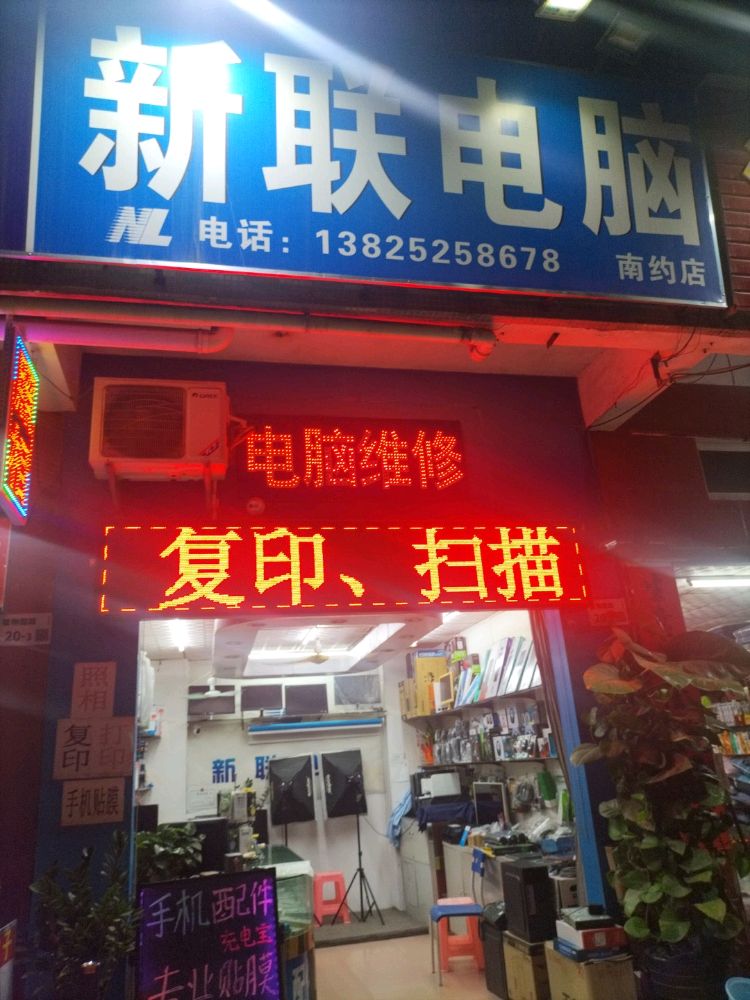 新联电脑
NL 电话：13825258678 南约店
电脑维修
复印、扫描
20-3
照相
复印
打印
手机贴膜
新联
手机配件
充电宝
专业贴膜